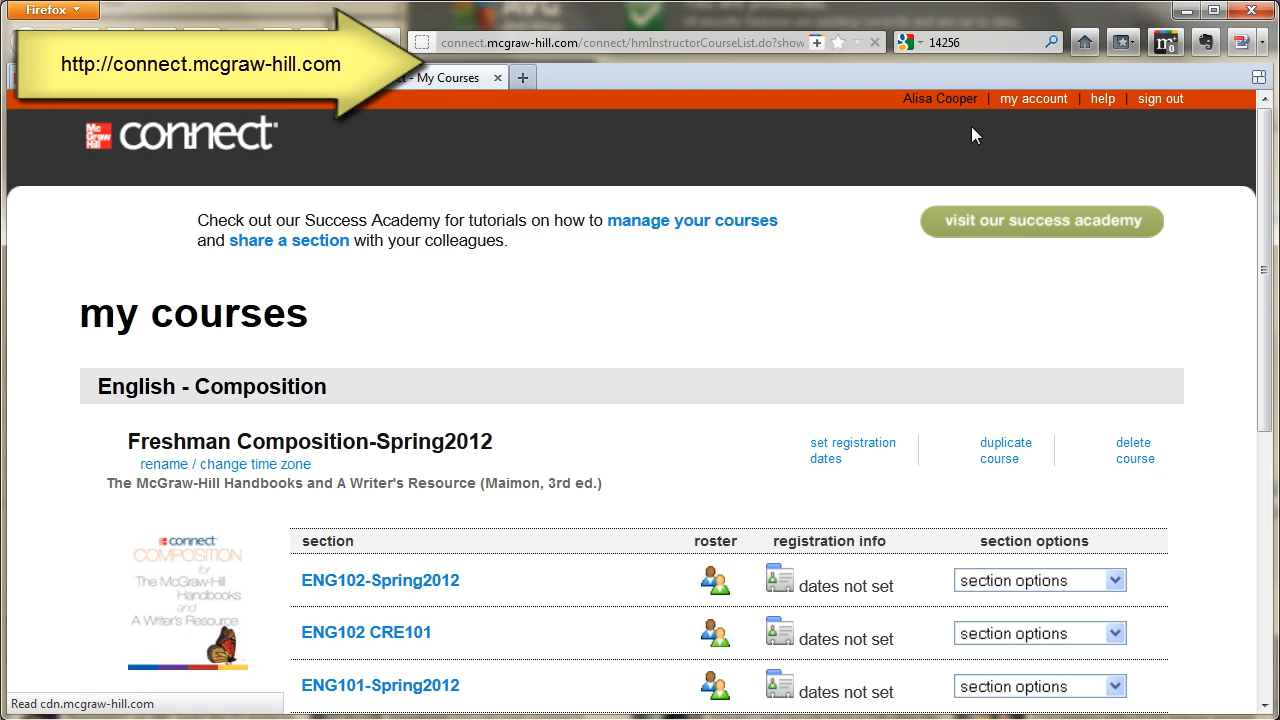 Firefox
AVG
http://connect.mcgraw-hill.com
connect.mcgraw-hill.com/connect/hmInstructorCourseList.do?show
14256
- My Courses
Alisa Cooper | my account | help | sign out
Mc Graw Hill connect
Check out our Success Academy for tutorials on how to manage your courses
and share a section with your colleagues.
visit our success academy
my courses
English - Composition
Freshman Composition-Spring2012
rename / change time zone
The McGraw-Hill Handbooks and A Writer's Resource (Maimon, 3rd ed.)
set registration dates
duplicate course
delete course
connect
COMPOSITION
for
The McGraw-Hill
Handbooks
and
A Writer's Resource
section roster registration info section options
ENG102-Spring2012 dates not set section options
ENG102 CRE101 dates not set section options
ENG101-Spring2012 dates not set section options
Read cdn.mcgraw-hill.com